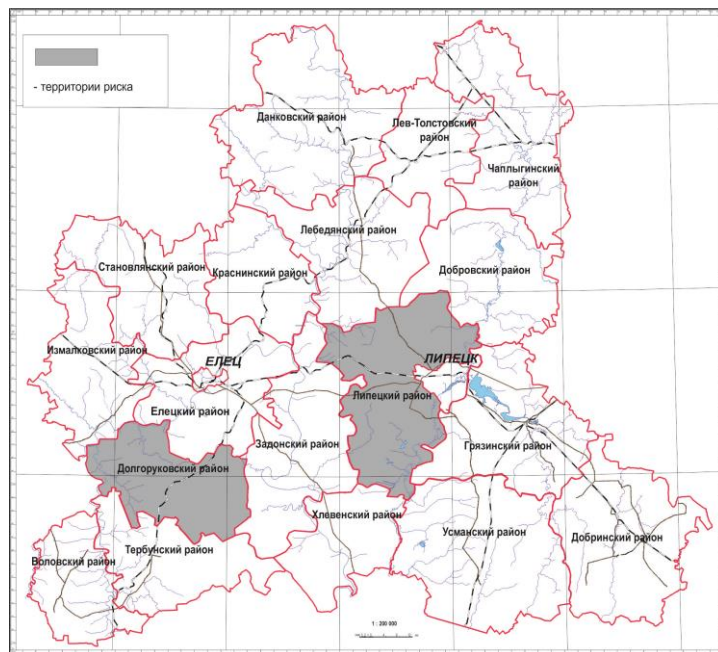 - территории риска
Данковский район
Лев-Толстовский
район
Чаплыгинский
район
Лебедянский район
Становлянский район
Краснинский район
Добровский район
Измалковский район
ЕЛЕЦ
ЛИПЕЦК
Липецкий район
Елецкий район
Задонский район
Грязинский район
Долгоруковский район
Хлевенский район
Усманский район
Добринский район
Воловский район
Тербунский район
1 : 200 000